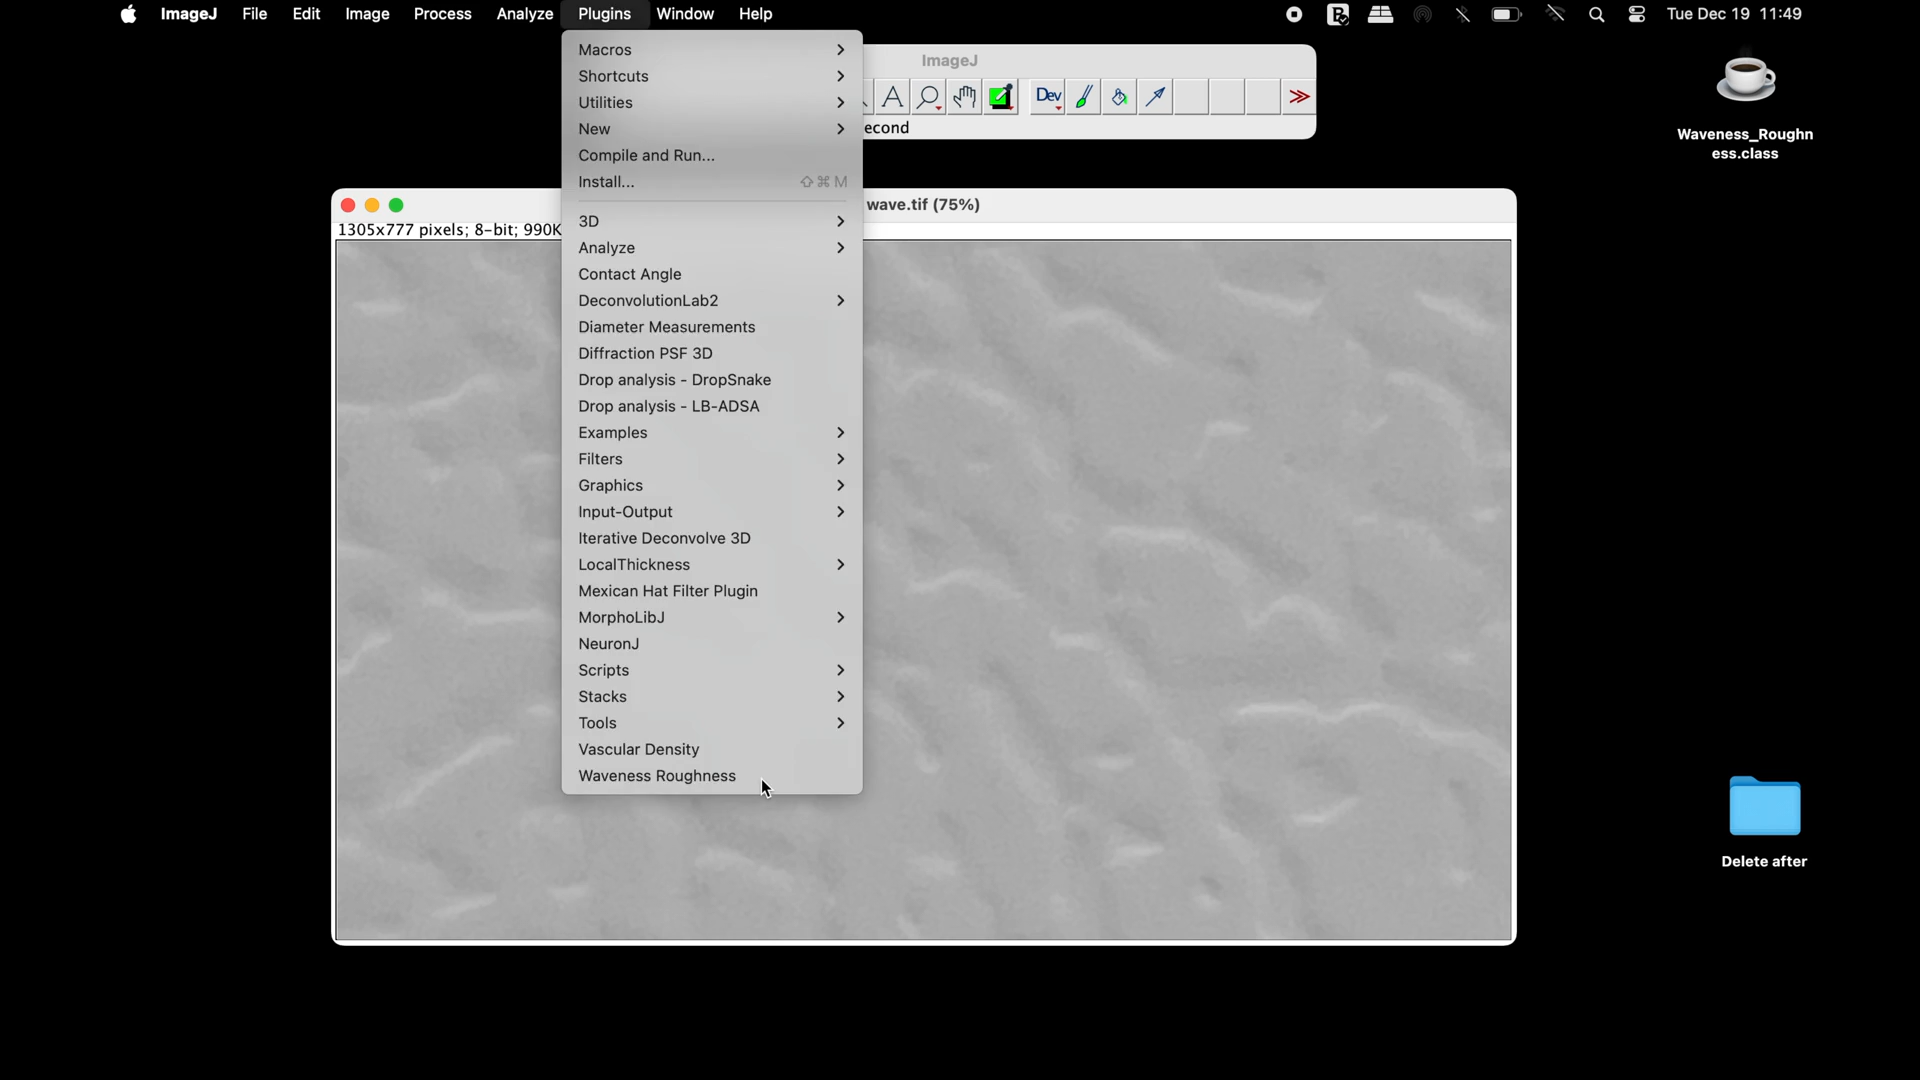 ImageJ File Edit Image Process Analyze Plugins Window Help Tue Dec 19 11:49
Macros
Shortcuts
Utilities
New
Compile and Run...
Install... ⇧⌘M
3D
Analyze
Contact Angle
DeconvolutionLab2
Diameter Measurements
Diffraction PSF 3D
Drop analysis - DropSnake
Drop analysis - LB-ADSA
Examples
Filters
Graphics
Input-Output
Iterative Deconvolve 3D
LocalThickness
Mexican Hat Filter Plugin
MorphoLibJ
NeuronJ
Scripts
Stacks
Tools
Vascular Density
Waveness Roughness
ImageJ
A Dev
econd
wave.tif (75%)
1305x777 pixels; 8-bit; 990K
Waveness_Roughn
ess.class
Delete after